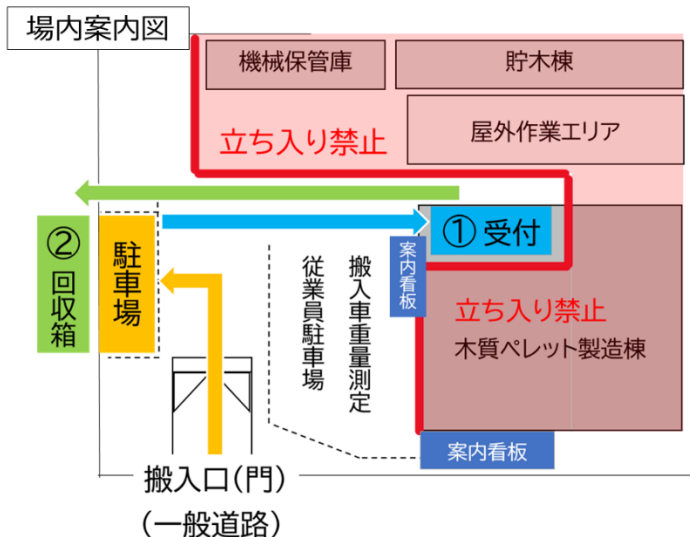 場内案内図
機械保管庫
貯木棟
屋外作業エリア
立ち入り禁止
①受付
案内看板
②回収箱
駐車場
従業員駐車場
搬入車重量測定
立ち入り禁止
木質ペレット製造棟
案内看板
搬入口(門)
(一般道路)